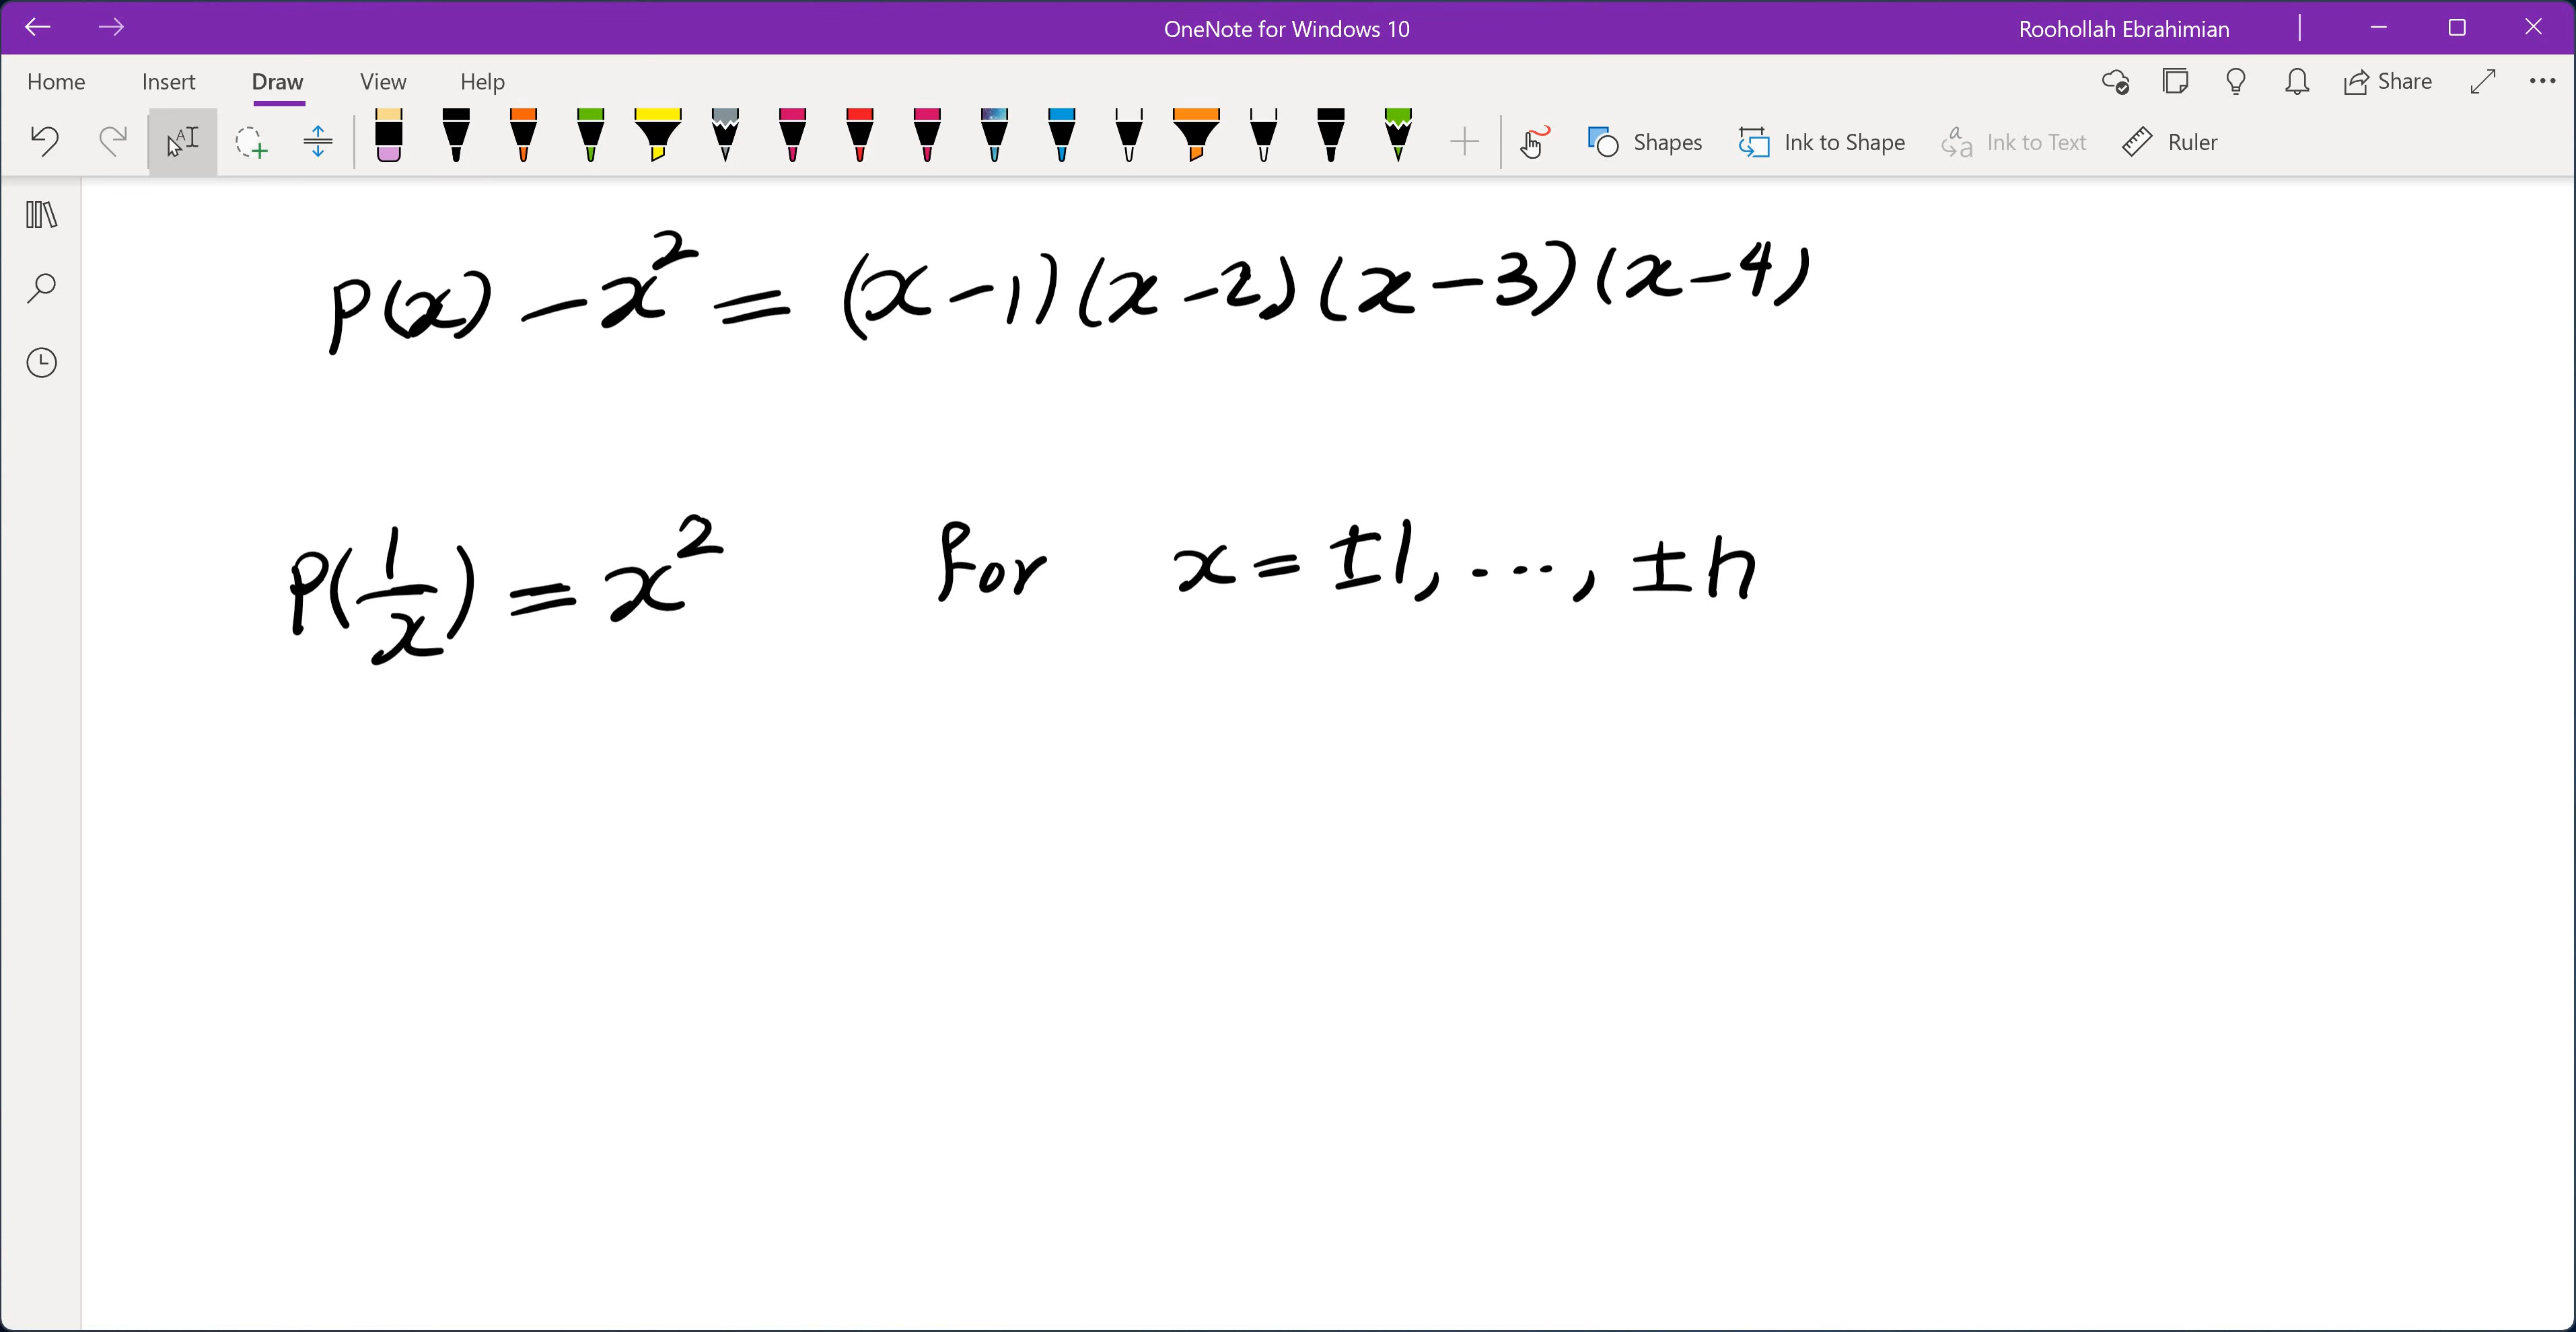 OneNote for Windows 10
Roohollah Ebrahimian
Home Insert Draw View Help
Share
Shapes Ink to Shape Ink to Text Ruler
P(x) - x² = (x-1)(x-2)(x-3)(x-4)
P(1/x) = x² for x = ±1, ..., ±n